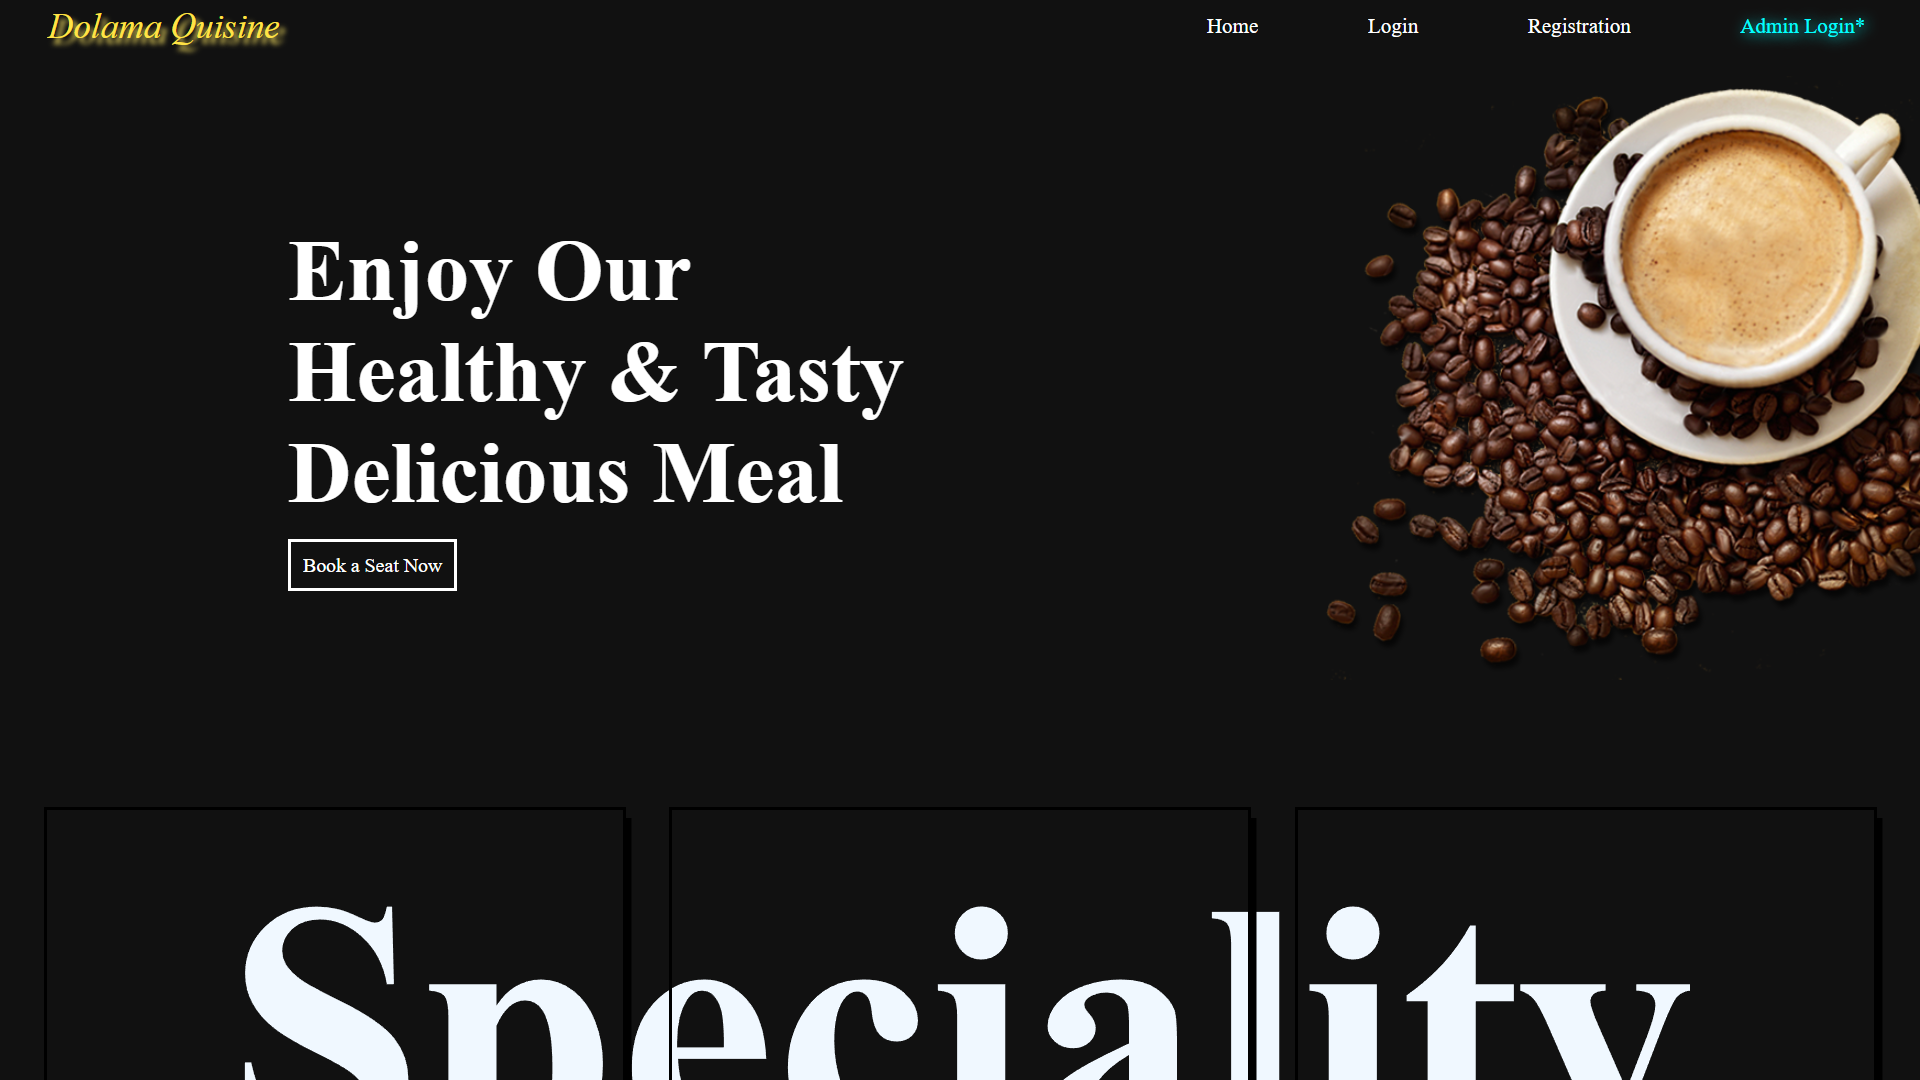 Dolama Quisine
Home Login Registration Admin Login*
Enjoy Our
Healthy & Tasty
Delicious Meal
Book a Seat Now
Speciality